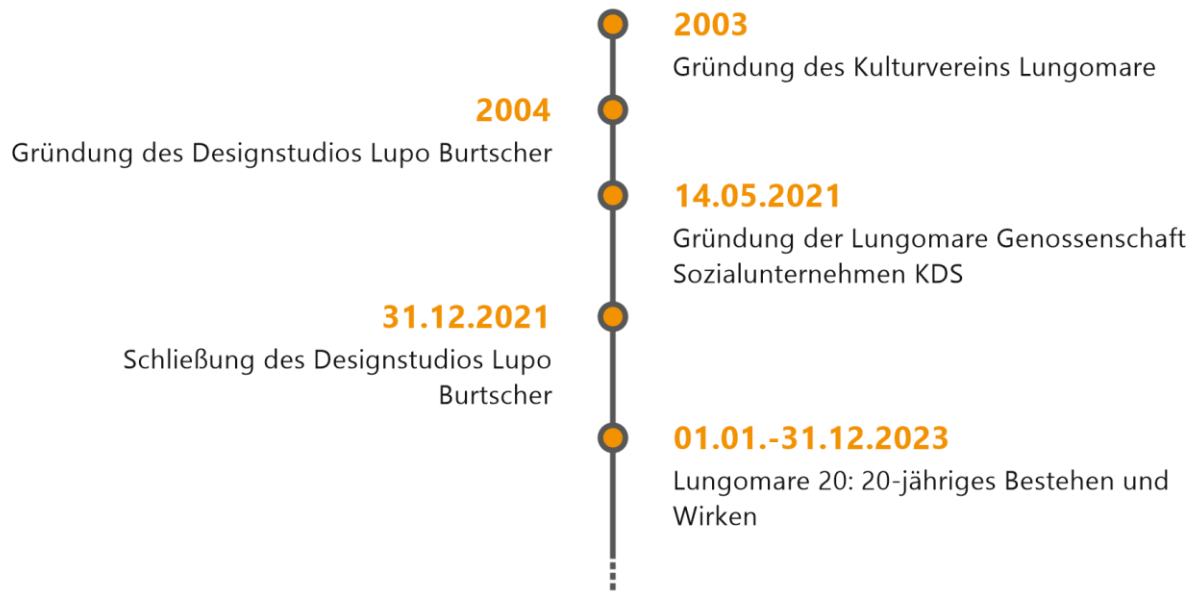 2003
Gründung des Kulturvereins Lungomare
2004
Gründung des Designstudios Lupo Burtscher
14.05.2021
Gründung der Lungomare Genossenschaft
Sozialunternehmen KDS
31.12.2021
Schließung des Designstudios Lupo
Burtscher
01.01.-31.12.2023
Lungomare 20: 20-jähriges Bestehen und
Wirken